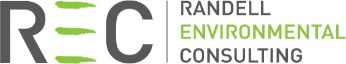 REC
RANDELL
ENVIRONMENTAL
CONSULTING